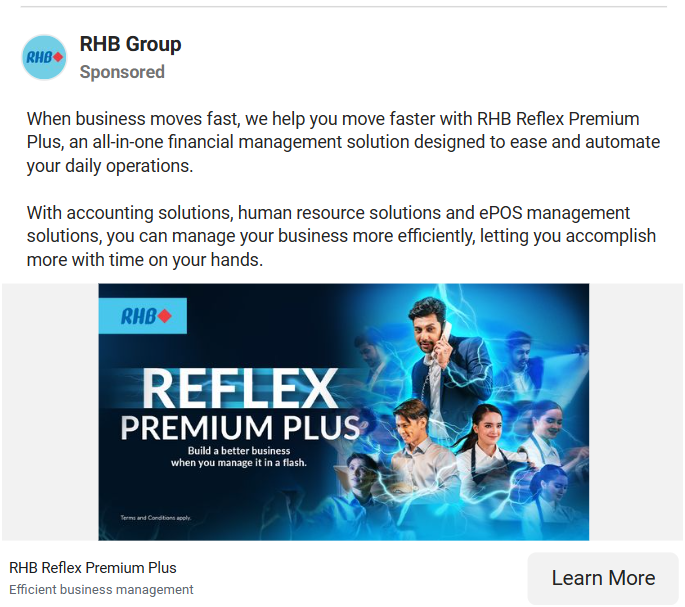 RHB
RHB Group
Sponsored
When business moves fast, we help you move faster with RHB Reflex Premium
Plus, an all-in-one financial management solution designed to ease and automate
your daily operations.
With accounting solutions, human resource solutions and ePOS management
solutions, you can manage your business more efficiently, letting you accomplish
more with time on your hands.
RHB
REFLEX
PREMIUM PLUS
Build a better business
when you manage it in a flash.
Terms and Conditions apply.
RHB Reflex Premium Plus
Efficient business management
Learn More